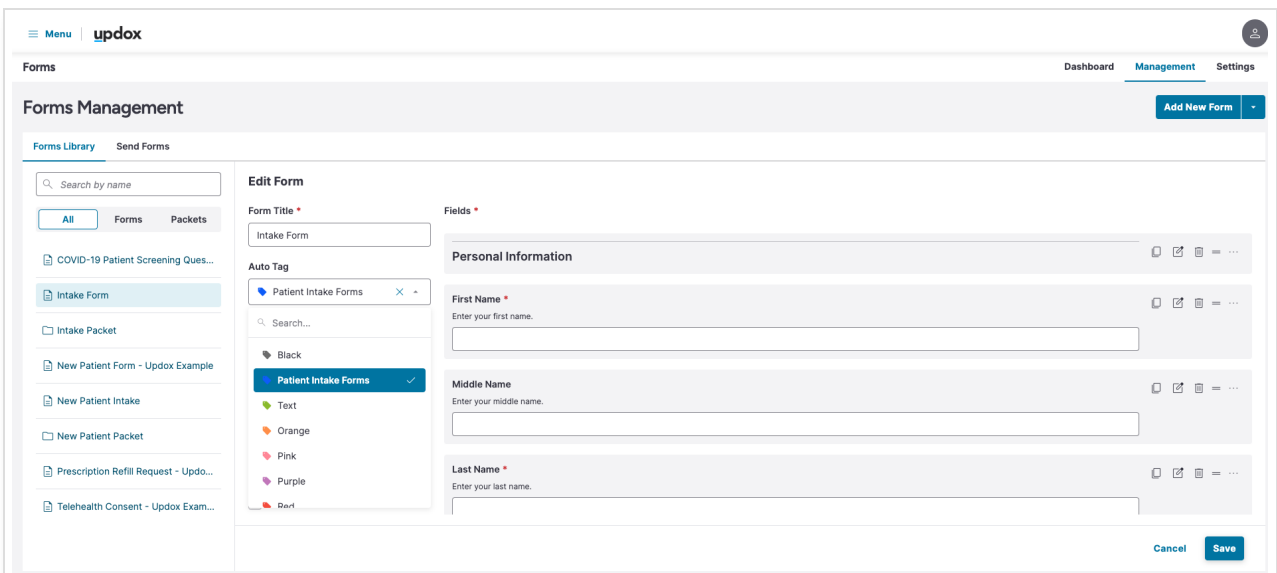 Menu updox
Forms Dashboard Management Settings
Forms Management Add New Form
Forms Library Send Forms
Search by name
All Forms Packets
COVID-19 Patient Screening Ques...
Intake Form
Intake Packet
New Patient Form - Updox Example
New Patient Intake
New Patient Packet
Prescription Refill Request - Updo...
Telehealth Consent - Updox Exam...
Edit Form
Form Title *
Intake Form
Auto Tag
Patient Intake Forms
Search...
Black
Patient Intake Forms
Text
Orange
Pink
Purple
Red
Fields *
Personal Information
First Name *
Enter your first name.
Middle Name
Enter your middle name.
Last Name *
Enter your last name.
Cancel Save